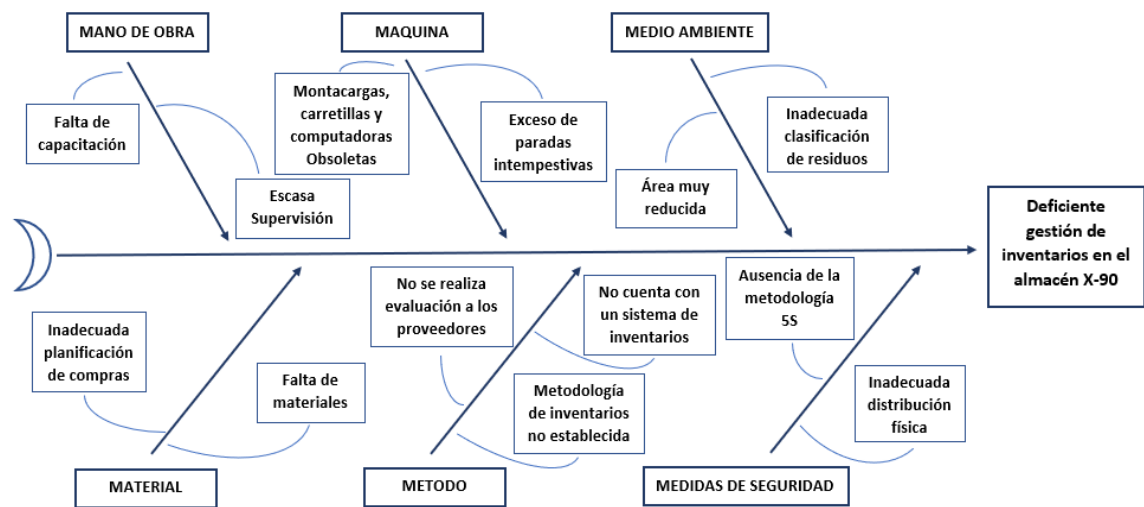 MANO DE OBRA
MAQUINA
MEDIO AMBIENTE
Falta de
capacitación
Escasa
Supervisión
Montacargas,
carretillas y
computadoras
Obsoletas
Exceso de
paradas
intempestivas
Área muy
reducida
Inadecuada
clasificación
de residuos
Deficiente
gestión de
inventarios en el
almacén X-90
Inadecuada
planificación
de compras
Falta de
materiales
No se realiza
evaluación a los
proveedores
No cuenta con
un sistema de
inventarios
Metodología
de inventarios
no establecida
Ausencia de la
metodología
5S
Inadecuada
distribución
física
MATERIAL
METODO
MEDIDAS DE SEGURIDAD